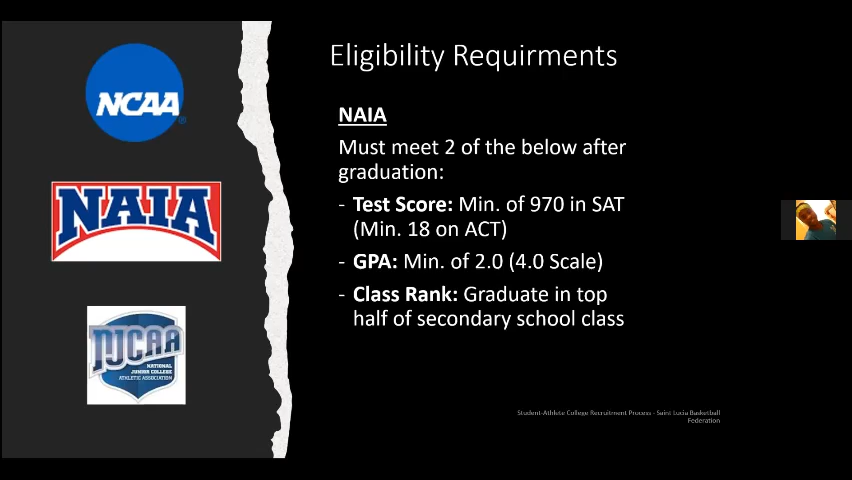 Eligibility Requirments
NCAA
®
NAIA
NJCAA
NATIONAL
JUNIOR COLLEGE
ATHLETIC ASSOCIATION
NAIA
Must meet 2 of the below after
graduation:
- Test Score: Min. of 970 in SAT
(Min. 18 on ACT)
- GPA: Min. of 2.0 (4.0 Scale)
- Class Rank: Graduate in top
half of secondary school class
Student-Athlete College Recruitment Process - Saint Lucia Basketball
Federation